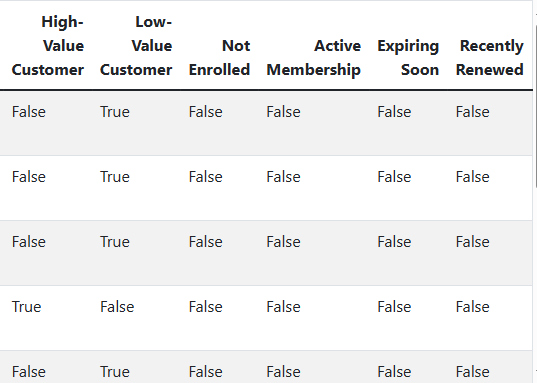 High-Value Customer Low-Value Customer Not Enrolled Active Membership Expiring Soon Recently Renewed
False True False False False False
False True False False False False
False True False False False False
True False False False False False
False True False False False False